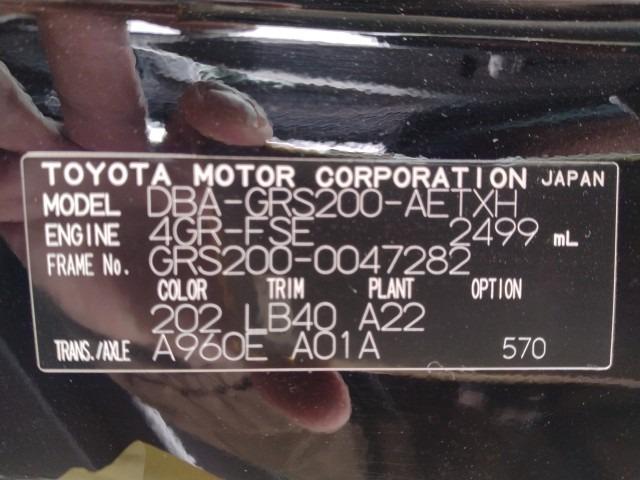 TOYOTA MOTOR CORPORATION JAPAN
MODEL DBA-GRS200-AETXH
ENGINE 4GR-FSE 2499 mL
FRAME No. GRS200-0047282
COLOR TRIM PLANT OPTION
202 LB40 A22
TRANS./AXLE A960E A01A 570